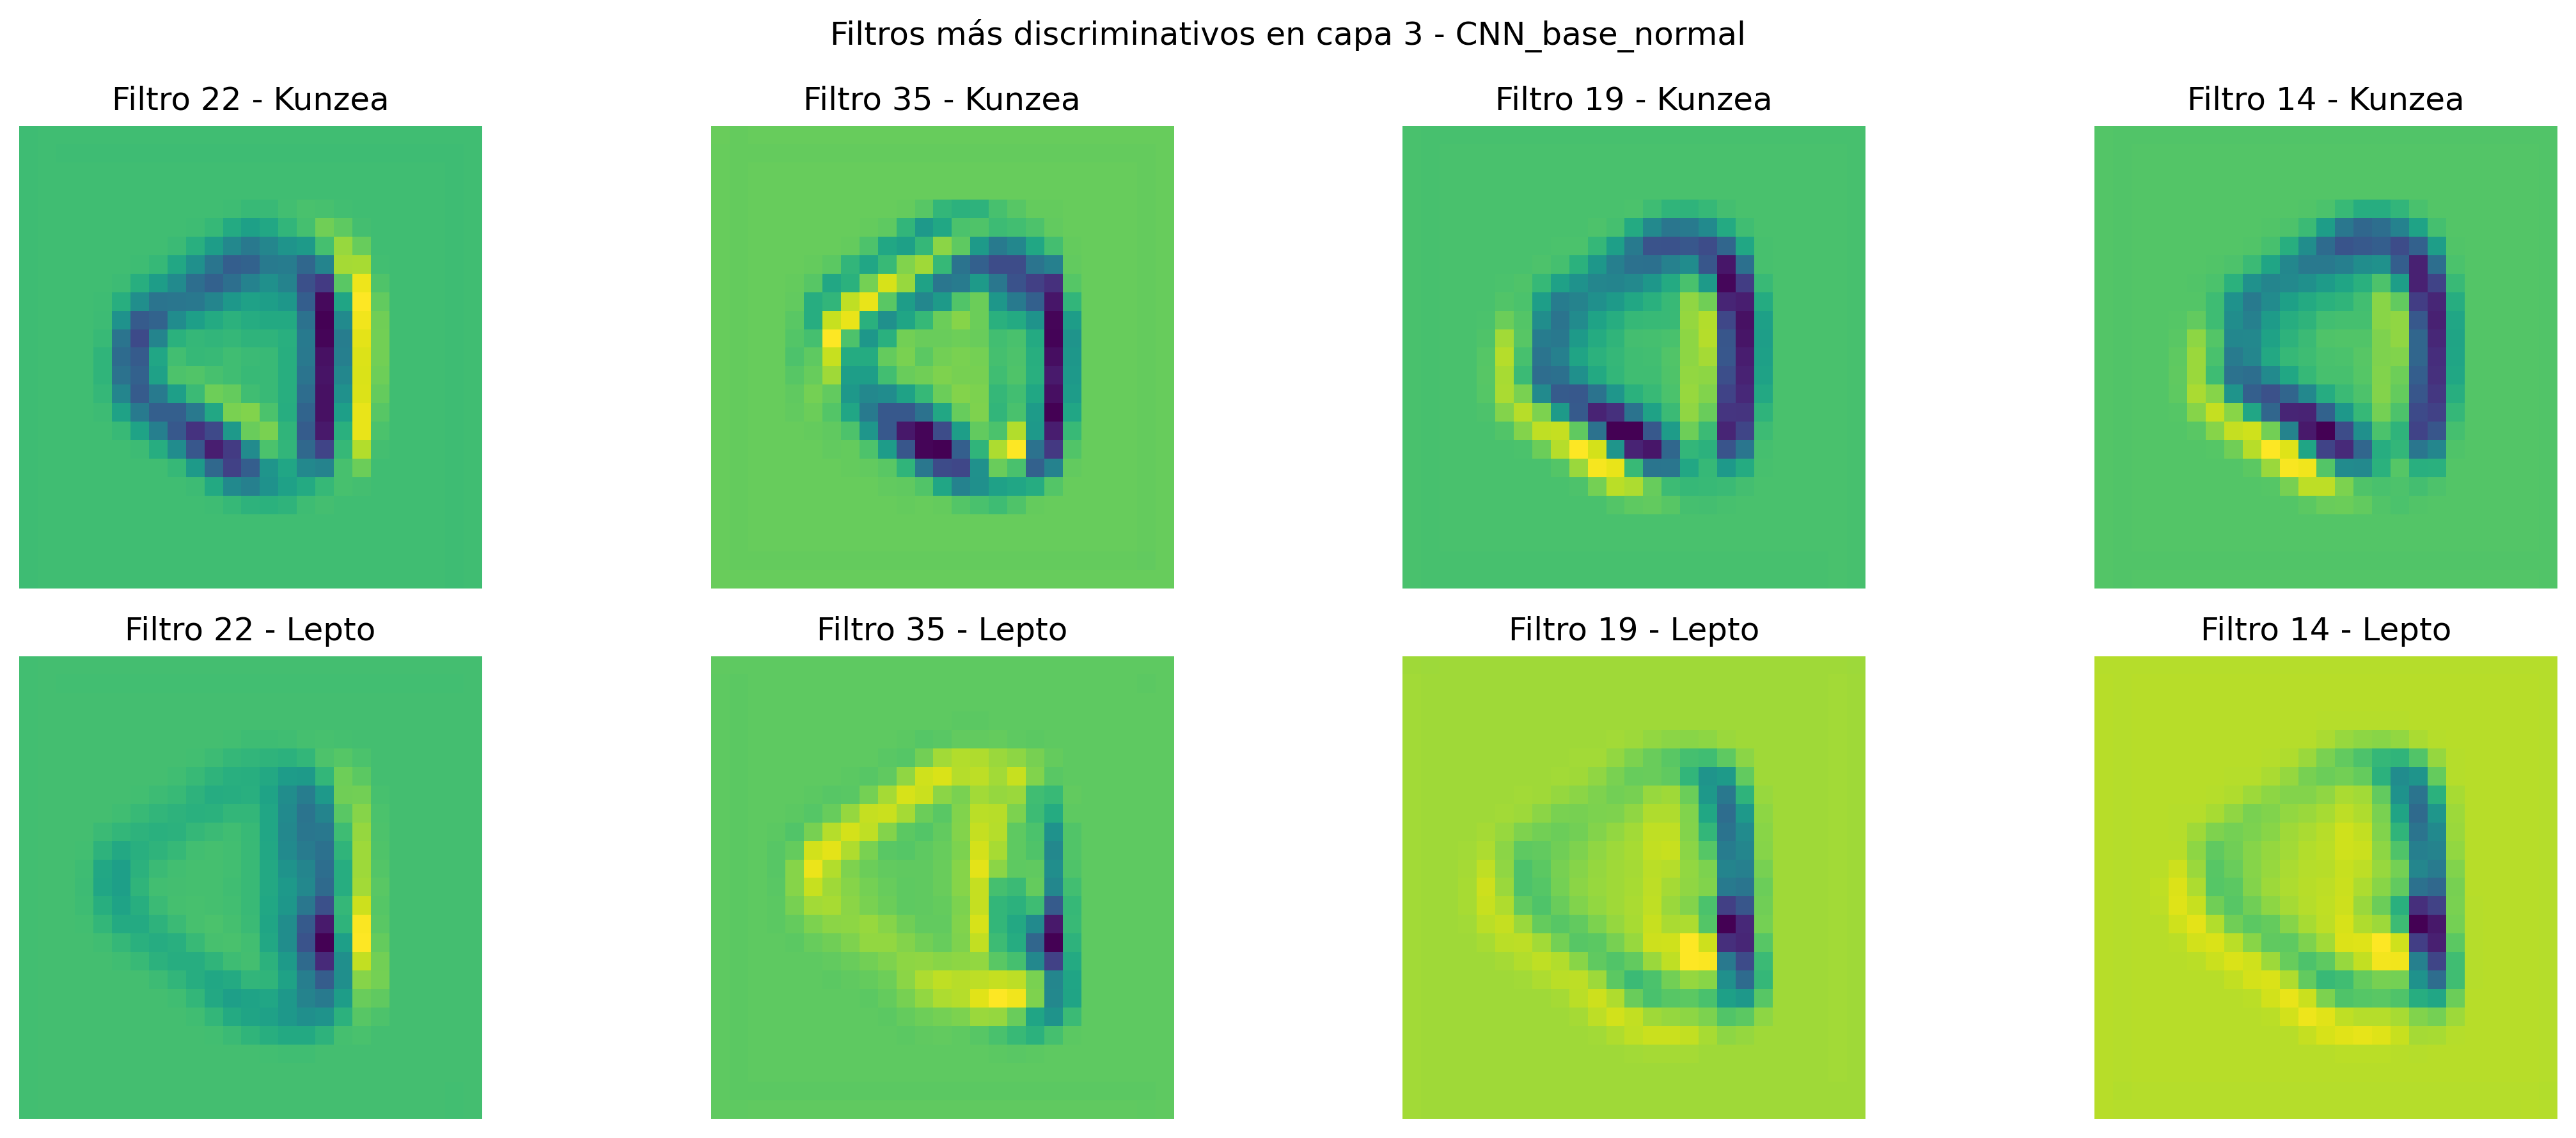 Filtros más discriminativos en capa 3 - CNN_base_normal
Filtro 22 - Kunzea
Filtro 35 - Kunzea
Filtro 19 - Kunzea
Filtro 14 - Kunzea
Filtro 22 - Lepto
Filtro 35 - Lepto
Filtro 19 - Lepto
Filtro 14 - Lepto